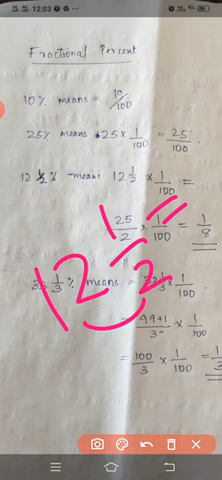 12:03
Fractional Percent
10% means = 10/100
25% means = 25 × 1/100 = 25/100
12 1/2 % - meant 12 1/2 × 1/100 =
25/2 × 1/100 = 1/8
33 1/3 % means = 33 1/3 × 1/100
= 99+1/3 × 1/100
= 100/3 × 1/100 = 1/3
12 - 2